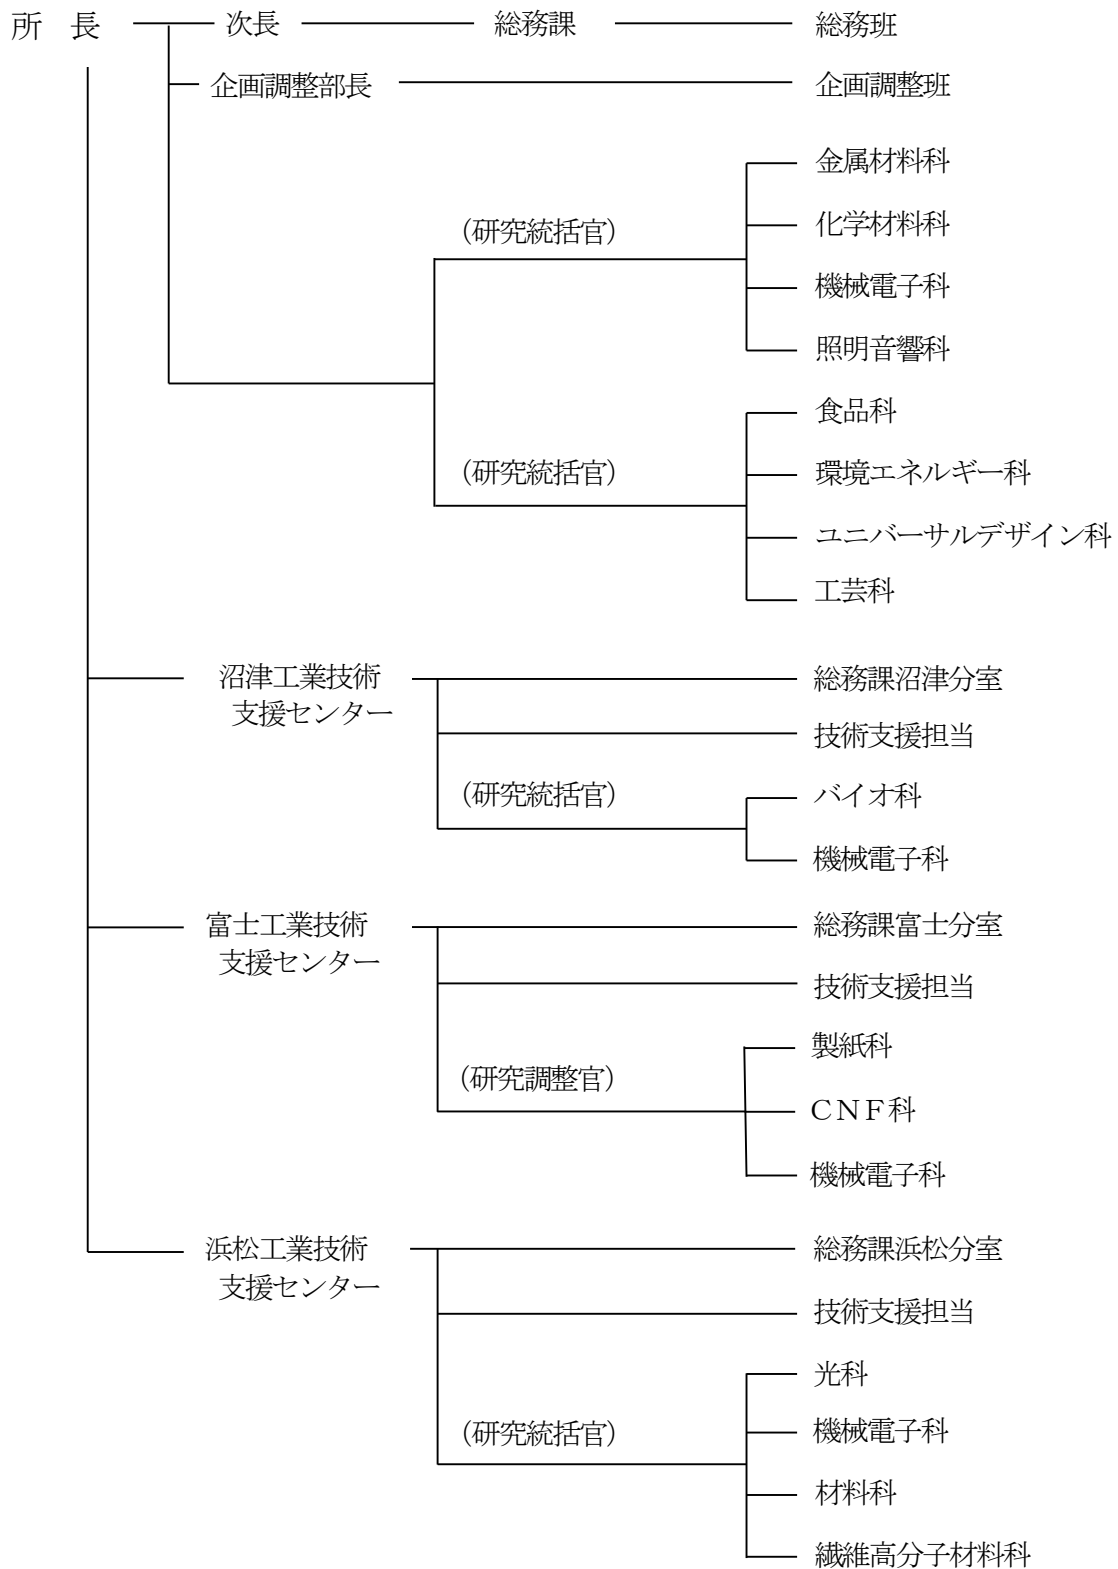 所　長　次長　総務課　総務班
企画調整部長　企画調整班
金属材料科
(研究統括官)　化学材料科
機械電子科
照明音響科
食品科
(研究統括官)　環境エネルギー科
ユニバーサルデザイン科
工芸科
沼津工業技術　総務課沼津分室
支援センター
技術支援担当
(研究統括官)　バイオ科
機械電子科
富士工業技術　総務課富士分室
支援センター
技術支援担当
製紙科
(研究調整官)
ＣＮＦ科
機械電子科
浜松工業技術　総務課浜松分室
支援センター
技術支援担当
光科
(研究統括官)　機械電子科
材料科
繊維高分子材料科